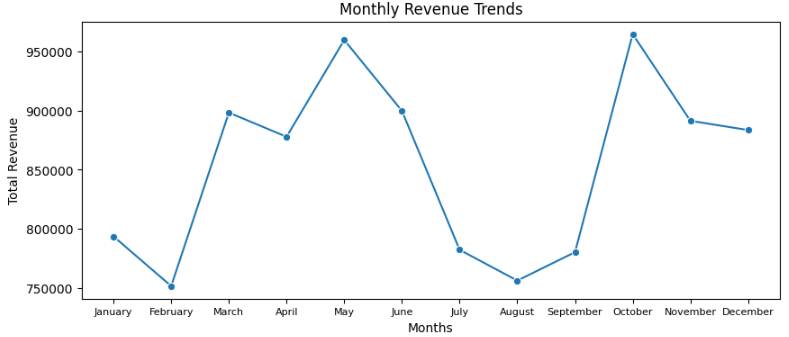 Monthly Revenue Trends
Total Revenue
950000
900000
850000
800000
750000
January February March April May June July August September October November December
Months